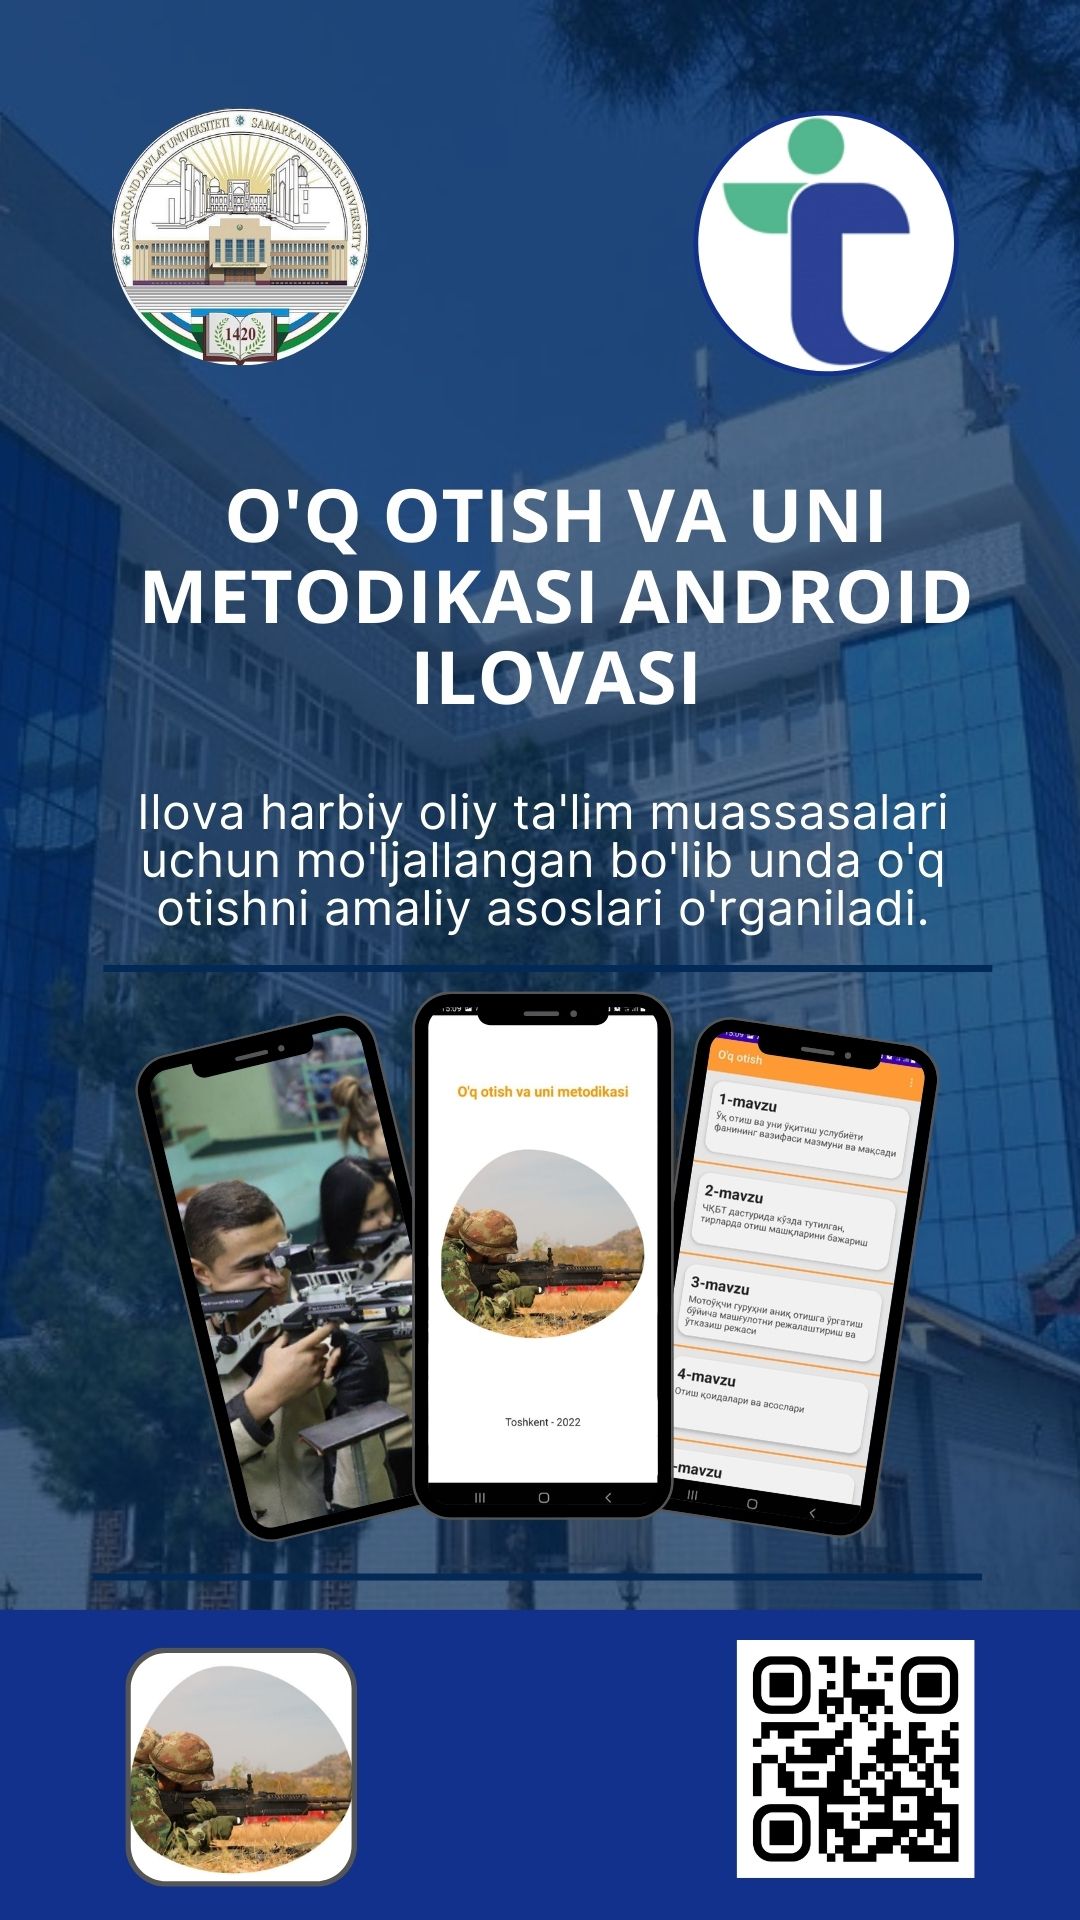 SAMARQAND DAVLAT UNIVERSITETI
SAMARKAND STATE UNIVERSITY
1420
O'Q OTISH VA UNI
METODIKASI ANDROID
ILOVASI
Ilova harbiy oliy ta'lim muassasalari
uchun mo'ljallangan bo'lib unda o'q
otishni amaliy asoslari o'rganiladi.
15:09
O'q otish va uni metodikasi
Toshkent - 2022
15:09
O'q otish
1-mavzu
Ўқ отиш ва уни ўқитиш услубиёти
фанининг вазифаси мазмуни ва мақсади
2-mavzu
ЧҚБТ дастурида кўзда тутилган,
тирларда отиш машқларини бажариш
3-mavzu
Мотоўқчи гуруҳни аниқ отишга ўргатиш
бўйича машғулотни режалаштириш ва
ўтказиш режаси
4-mavzu
Отиш қоидалари ва асослари
-mavzu